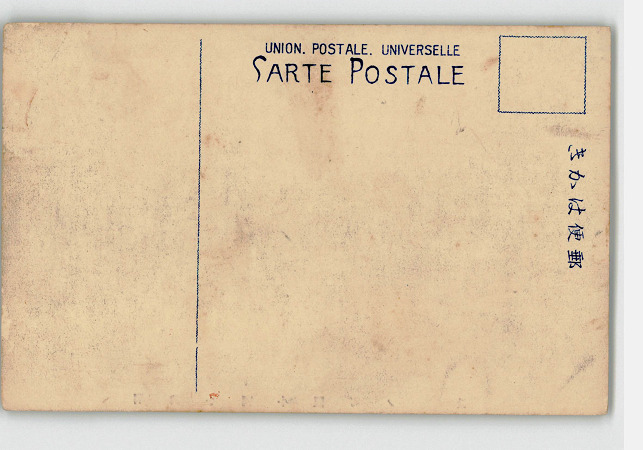 UNION. POSTALE. UNIVERSELLE
CARTE POSTALE
きかは便郵